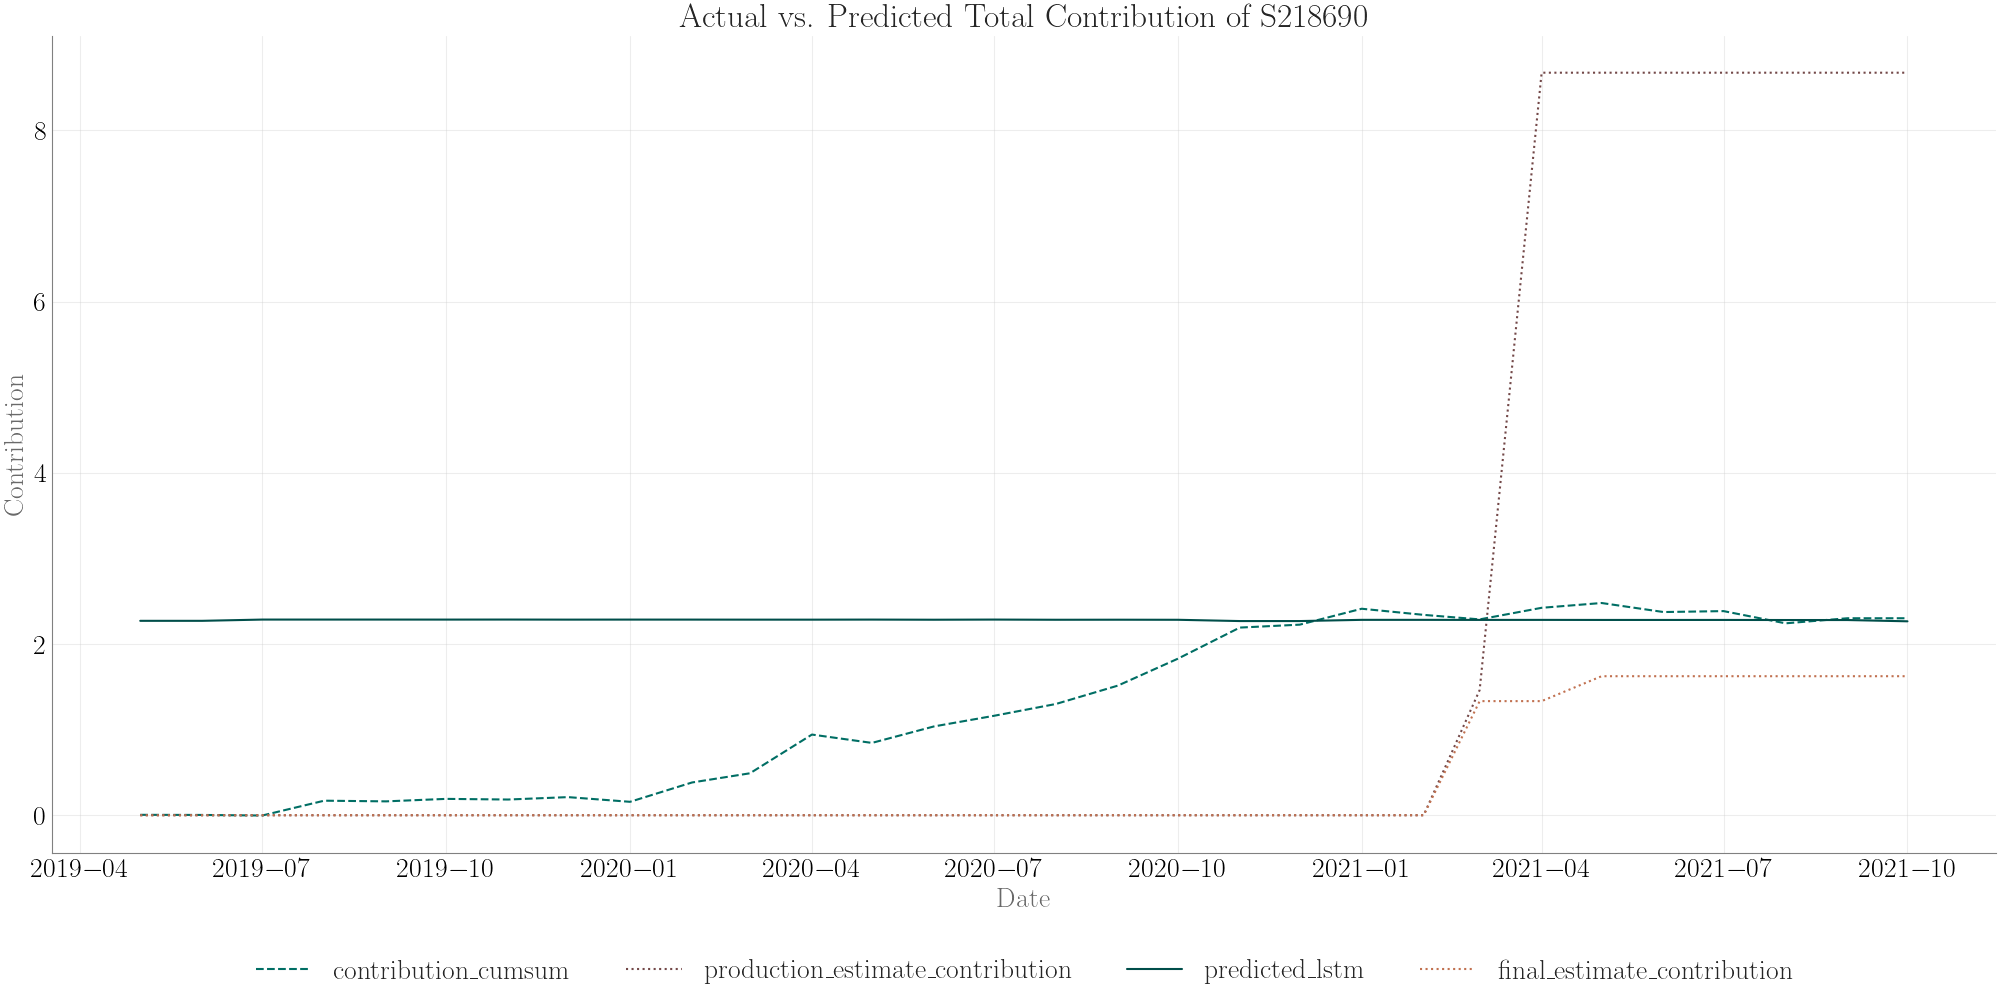 Actual vs. Predicted Total Contribution of S218690
Contribution
8
6
4
2
0
2019–04 2019–07 2019–10 2020–01 2020–04 2020–07 2020–10 2021–01 2021–04 2021–07 2021–10
Date
contribution_cumsum production_estimate_contribution predicted_lstm final_estimate_contribution